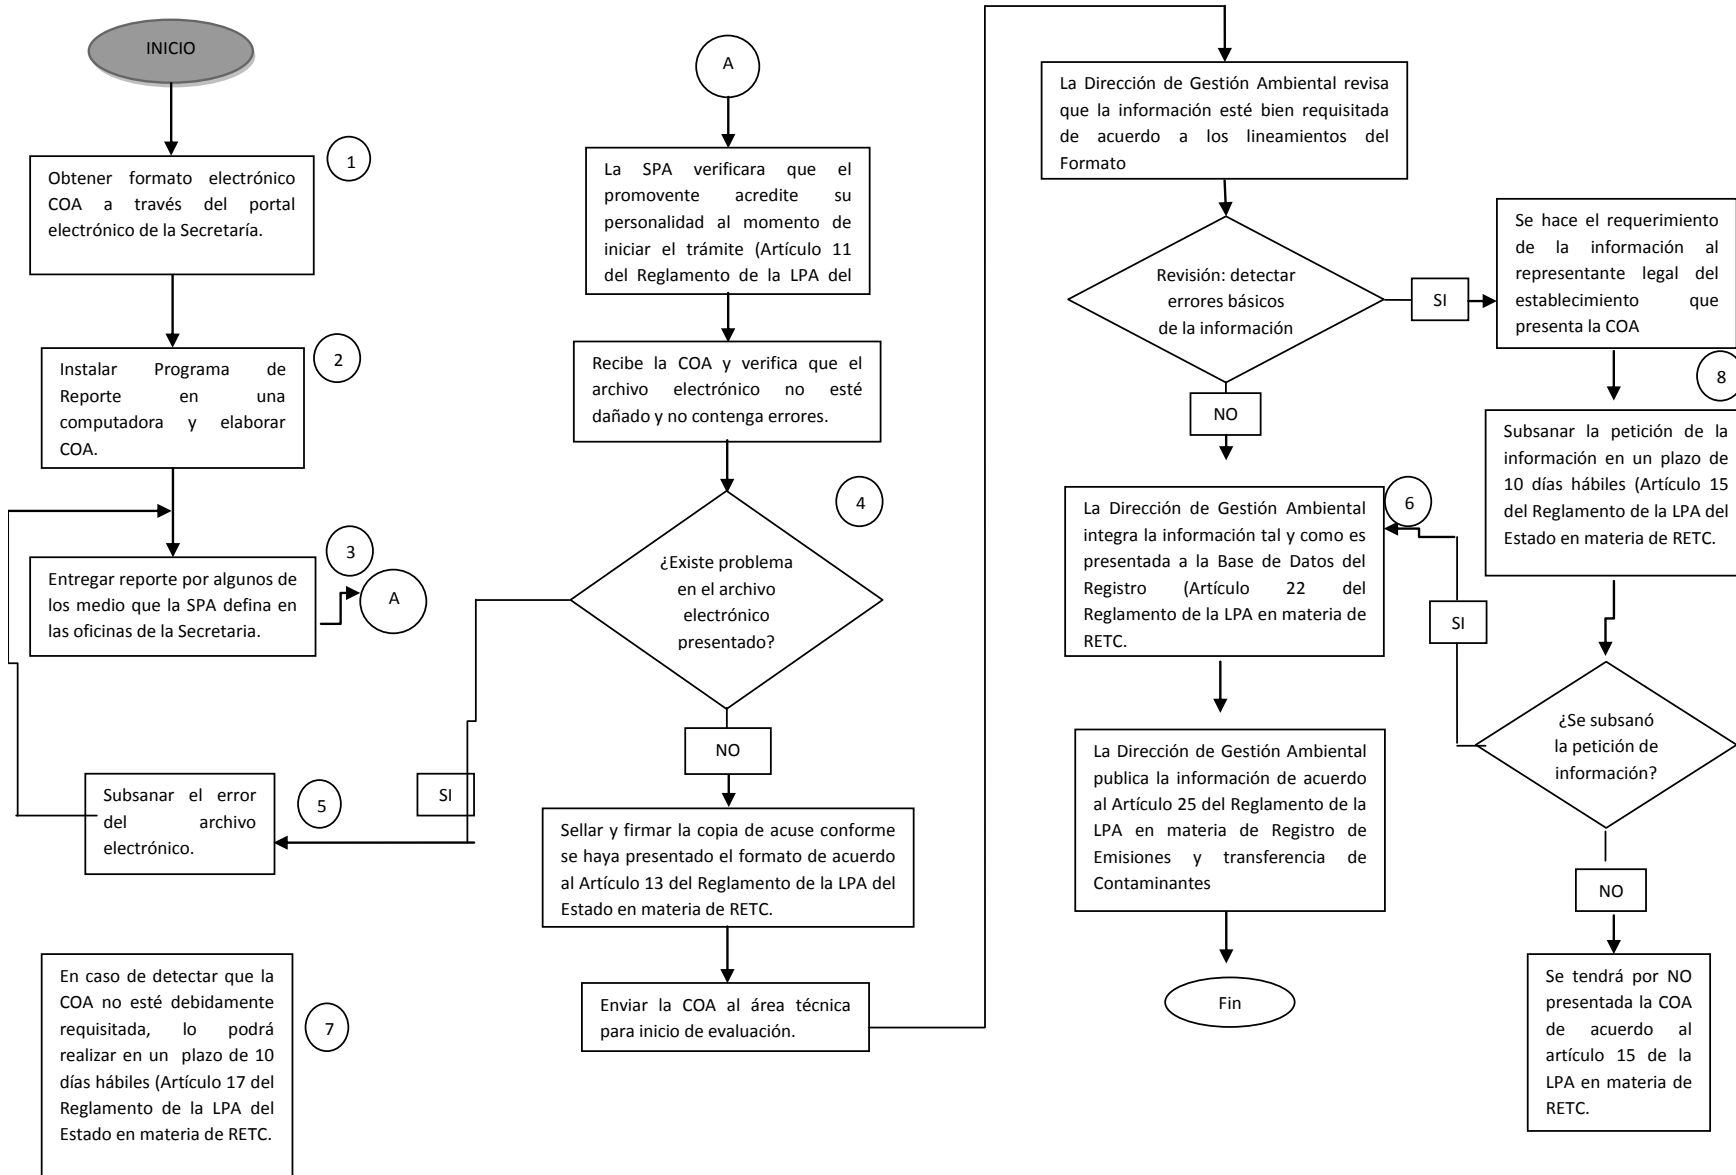 INICIO
1
Obtener formato electrónico
COA a través del portal
electrónico de la Secretaría.
2
Instalar Programa de
Reporte en una
computadora y elaborar
COA.
3
Entregar reporte por algunos de
los medio que la SPA defina en
las oficinas de la Secretaria.
A
Subsanar el error
del archivo
electrónico.
5
SI
En caso de detectar que la
COA no esté debidamente
requisitada, lo podrá
realizar en un plazo de 10
días hábiles (Artículo 17 del
Reglamento de la LPA del
Estado en materia de RETC.
7
A
La SPA verificara que el
promovente acredite su
personalidad al momento de
iniciar el trámite (Artículo 11
del Reglamento de la LPA del
Recibe la COA y verifica que el
archivo electrónico no esté
dañado y no contenga errores.
4
¿Existe problema
en el archivo
electrónico
presentado?
NO
Sellar y firmar la copia de acuse conforme
se haya presentado el formato de acuerdo
al Artículo 13 del Reglamento de la LPA del
Estado en materia de RETC.
Enviar la COA al área técnica
para inicio de evaluación.
La Dirección de Gestión Ambiental revisa
que la información esté bien requisitada
de acuerdo a los lineamientos del
Formato
Revisión: detectar
errores básicos
de la información
SI
NO
La Dirección de Gestión Ambiental
integra la información tal y como es
presentada a la Base de Datos del
Registro (Artículo 22 del
Reglamento de la LPA en materia de
RETC.
6
La Dirección de Gestión Ambiental
publica la información de acuerdo
al Artículo 25 del Reglamento de la
LPA en materia de Registro de
Emisiones y transferencia de
Contaminantes
Fin
Se hace el requerimiento
de la información al
representante legal del
establecimiento que
presenta la COA
8
Subsanar la petición de la
información en un plazo de
10 días hábiles (Artículo 15
del Reglamento de la LPA del
Estado en materia de RETC.
SI
¿Se subsanó
la petición de
información?
NO
Se tendrá por NO
presentada la COA
de acuerdo al
artículo 15 de la
LPA en materia de
RETC.